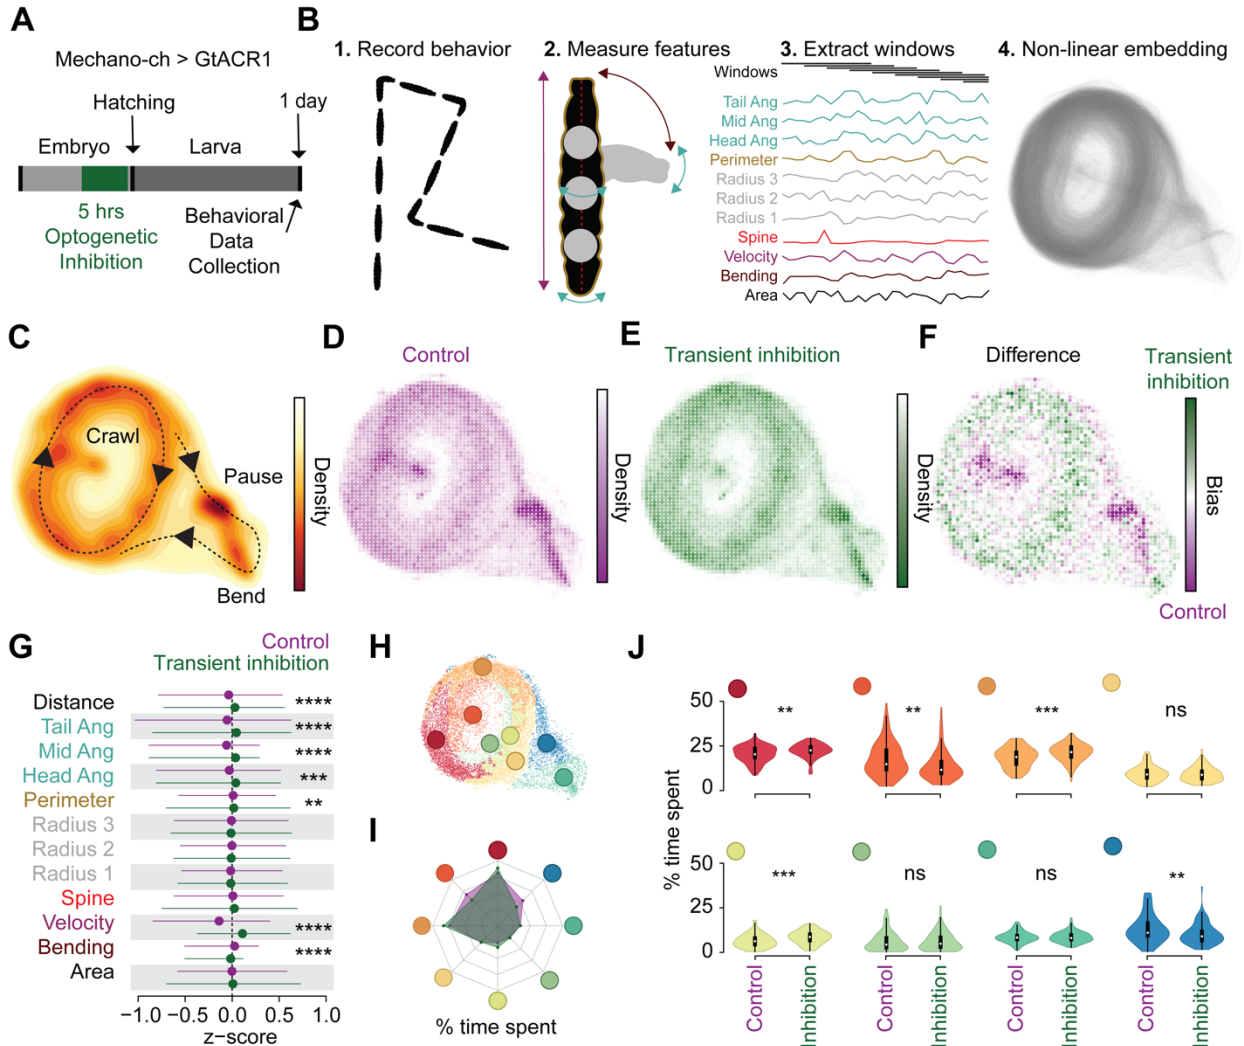 A
Mechano-ch > GtACR1
Hatching
1 day
Embryo
Larva
5 hrs
Optogenetic
Inhibition
Behavioral
Data
Collection
B
1. Record behavior
2. Measure features
3. Extract windows
4. Non-linear embedding
Windows
Tail Ang
Mid Ang
Head Ang
Perimeter
Radius 3
Radius 2
Radius 1
Spine
Velocity
Bending
Area
C
Crawl
Pause
Bend
Density
D
Control
Density
E
Transient inhibition
Density
F
Difference
Transient
inhibition
Bias
Control
G
Control
Transient inhibition
Distance
****
Tail Ang
****
Mid Ang
****
Head Ang
***
Perimeter
**
Radius 3
Radius 2
Radius 1
Spine
Velocity
****
Bending
****
Area
−1.0 −0.5 0.0 0.5 1.0
z−score
H
I
% time spent
J
% time spent
50
25
0
**
**
***
ns
50
25
0
***
ns
ns
**
Control
Inhibition
Control
Inhibition
Control
Inhibition
Control
Inhibition